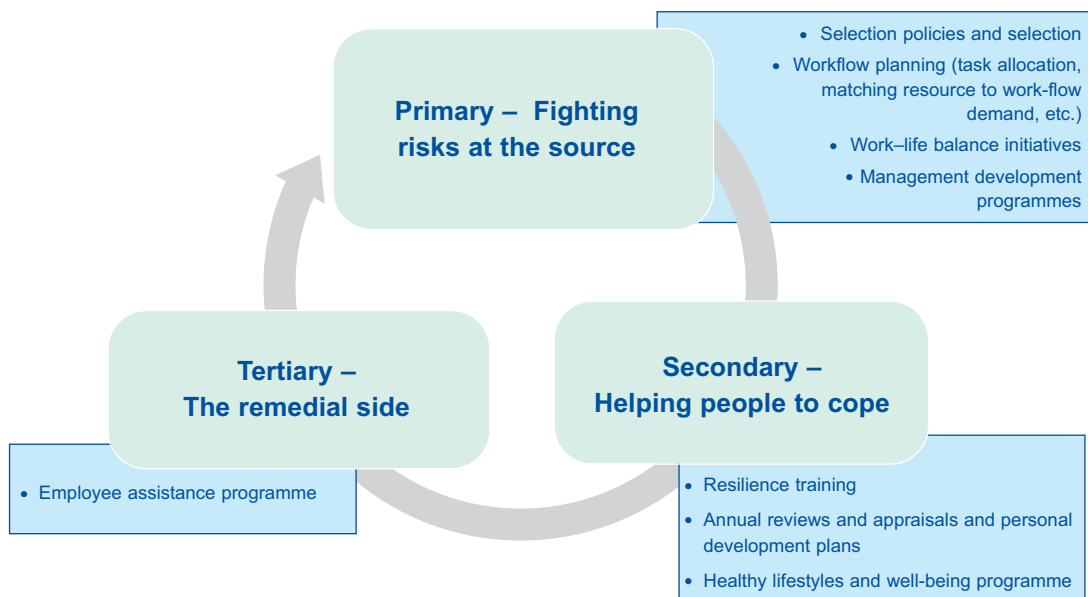 Primary –  Fighting
risks at the source
• Selection policies and selection
• Workflow planning (task allocation,
matching resource to work-flow
demand, etc.)
• Work–life balance initiatives
• Management development
programmes
Secondary –
Helping people to cope
• Resilience training
• Annual reviews and appraisals and personal
development plans
• Healthy lifestyles and well-being programme
Tertiary –
The remedial side
• Employee assistance programme